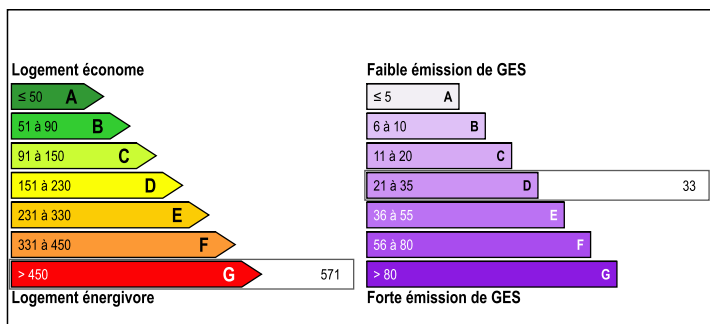 Logement économe
≤ 50 A
51 à 90 B
91 à 150 C
151 à 230 D
231 à 330 E
331 à 450 F
> 450 G 571
Logement énergivore
Faible émission de GES
≤ 5 A
6 à 10 B
11 à 20 C
21 à 35 D 33
36 à 55 E
56 à 80 F
> 80 G
Forte émission de GES